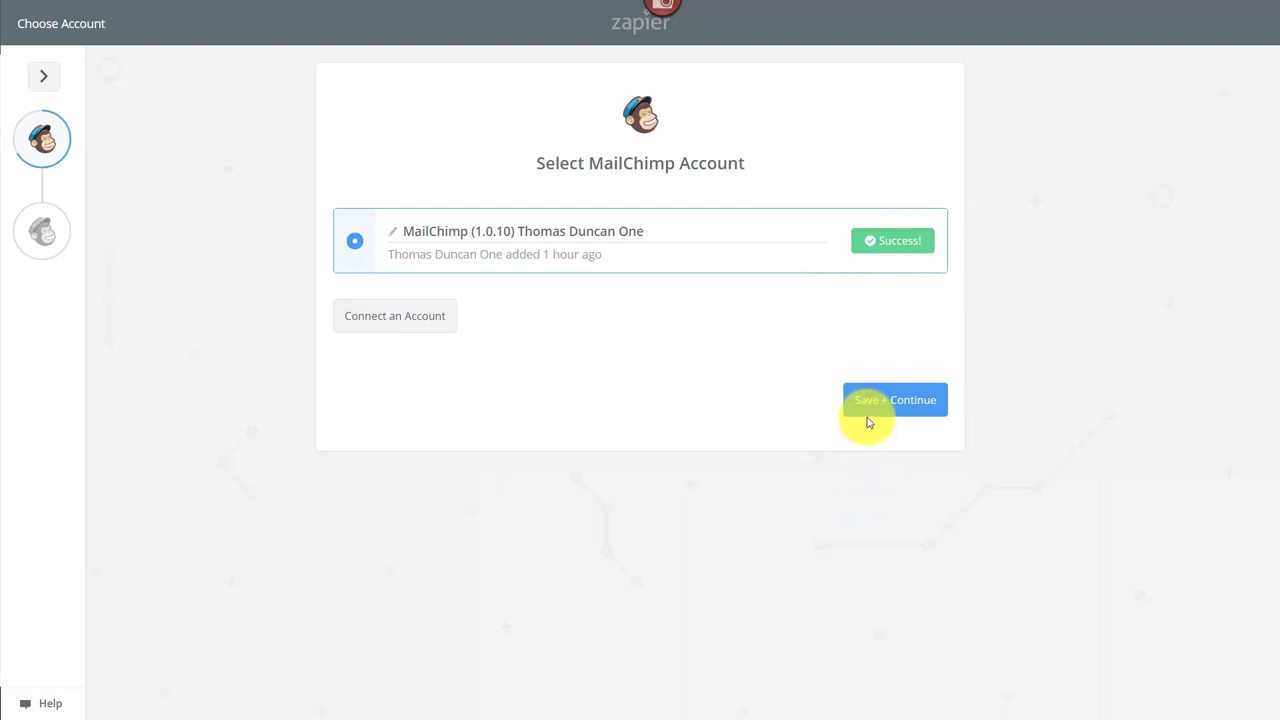 Choose Account
zapier
Select MailChimp Account
MailChimp (1.0.10) Thomas Duncan One
Success!
Thomas Duncan One added 1 hour ago
Connect an Account
Save + Continue
Help